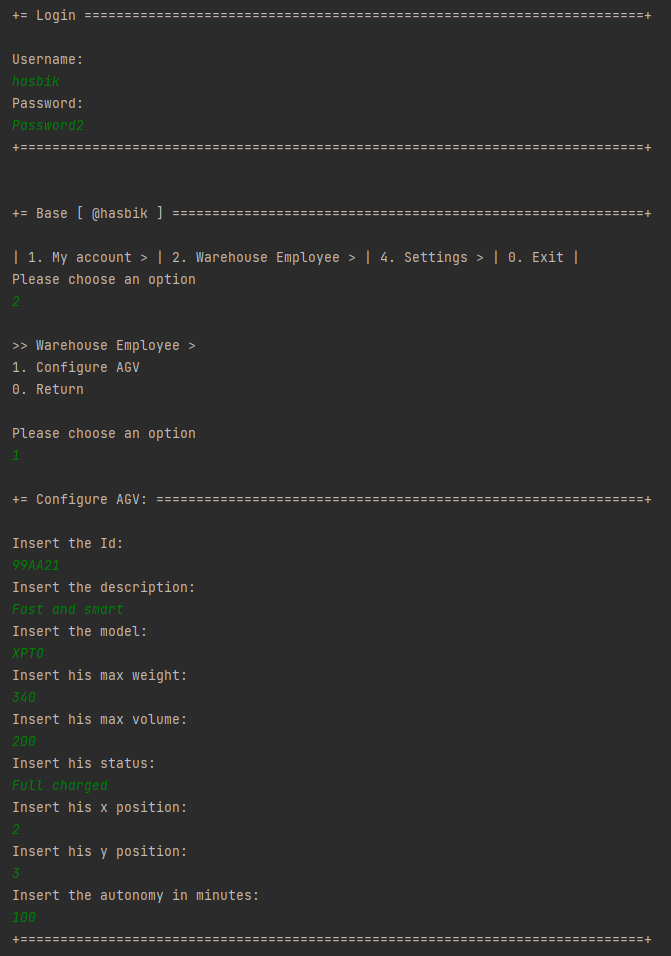 += Login ======================================================================+
Username:
hasbik
Password:
Password2
+==============================================================================+
+= Base [ @hasbik ] ===========================================================+
| 1. My account > | 2. Warehouse Employee > | 4. Settings > | 0. Exit |
Please choose an option
2
>> Warehouse Employee >
1. Configure AGV
0. Return
Please choose an option
1
+= Configure AGV: =============================================================+
Insert the Id:
99AA21
Insert the description:
Fast and smart
Insert the model:
XPTO
Insert his max weight:
340
Insert his max volume:
200
Insert his status:
Full charged
Insert his x position:
2
Insert his y position:
3
Insert the autonomy in minutes:
100
+==============================================================================+